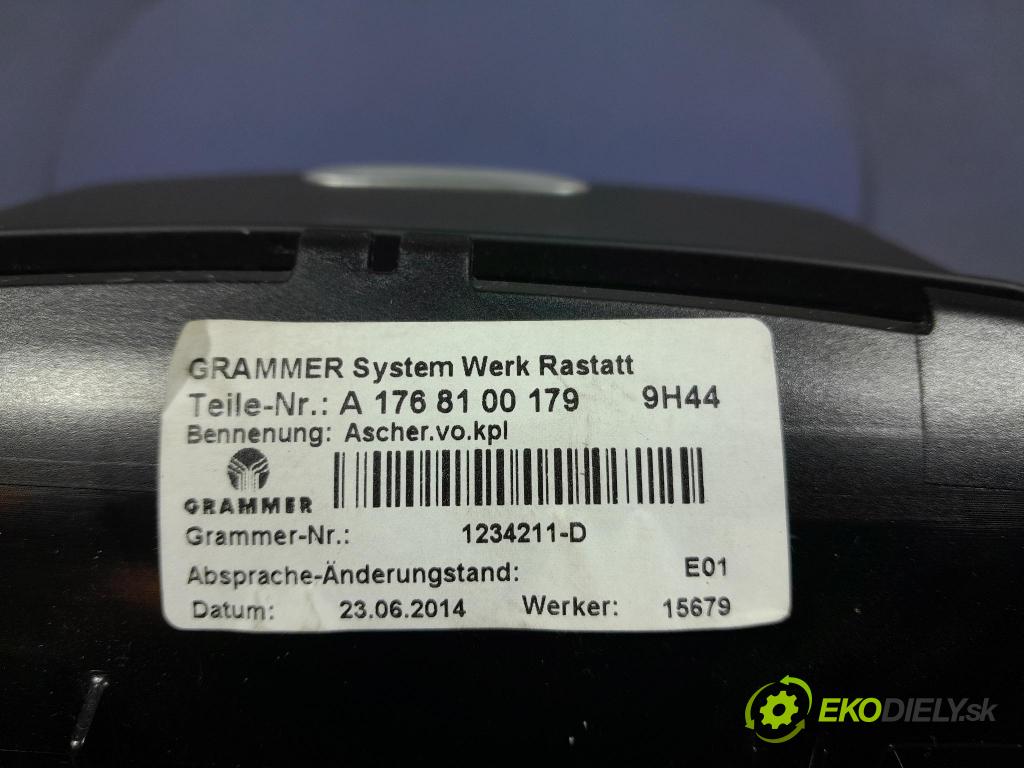 GRAMMER System Werk Rastatt
Teile-Nr.: A 176 81 00 179 9H44
Bennenung: Ascher.vo.kpl
GRAMMER
Grammer-Nr.: 1234211-D
Absprache-Änderungstand: E01
Datum: 23.06.2014 Werker: 15679
EKODIELY.sk